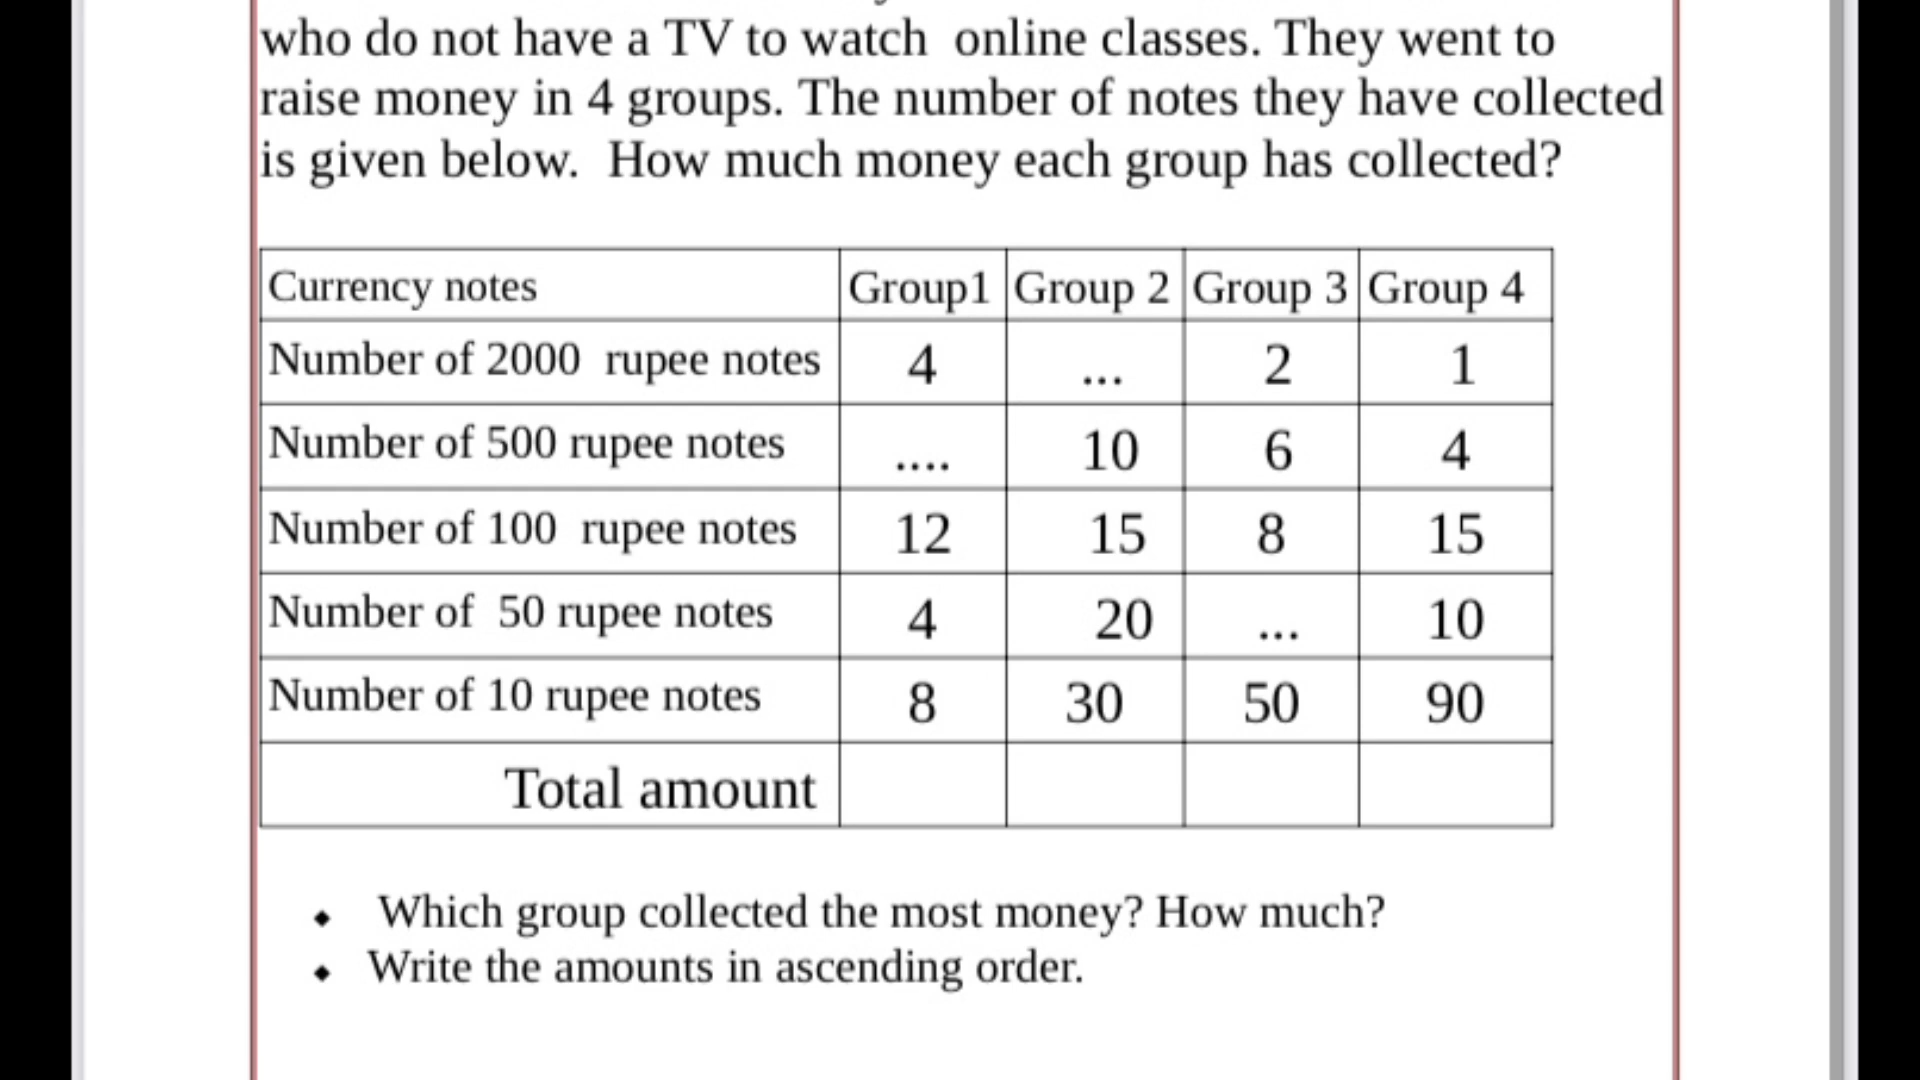 who do not have a TV to watch online classes. They went to
raise money in 4 groups. The number of notes they have collected
is given below. How much money each group has collected?
Currency notes Group1 Group 2 Group 3 Group 4
Number of 2000 rupee notes 4 ... 2 1
Number of 500 rupee notes .... 10 6 4
Number of 100 rupee notes 12 15 8 15
Number of 50 rupee notes 4 20 ... 10
Number of 10 rupee notes 8 30 50 90
Total amount
◆ Which group collected the most money? How much?
◆ Write the amounts in ascending order.